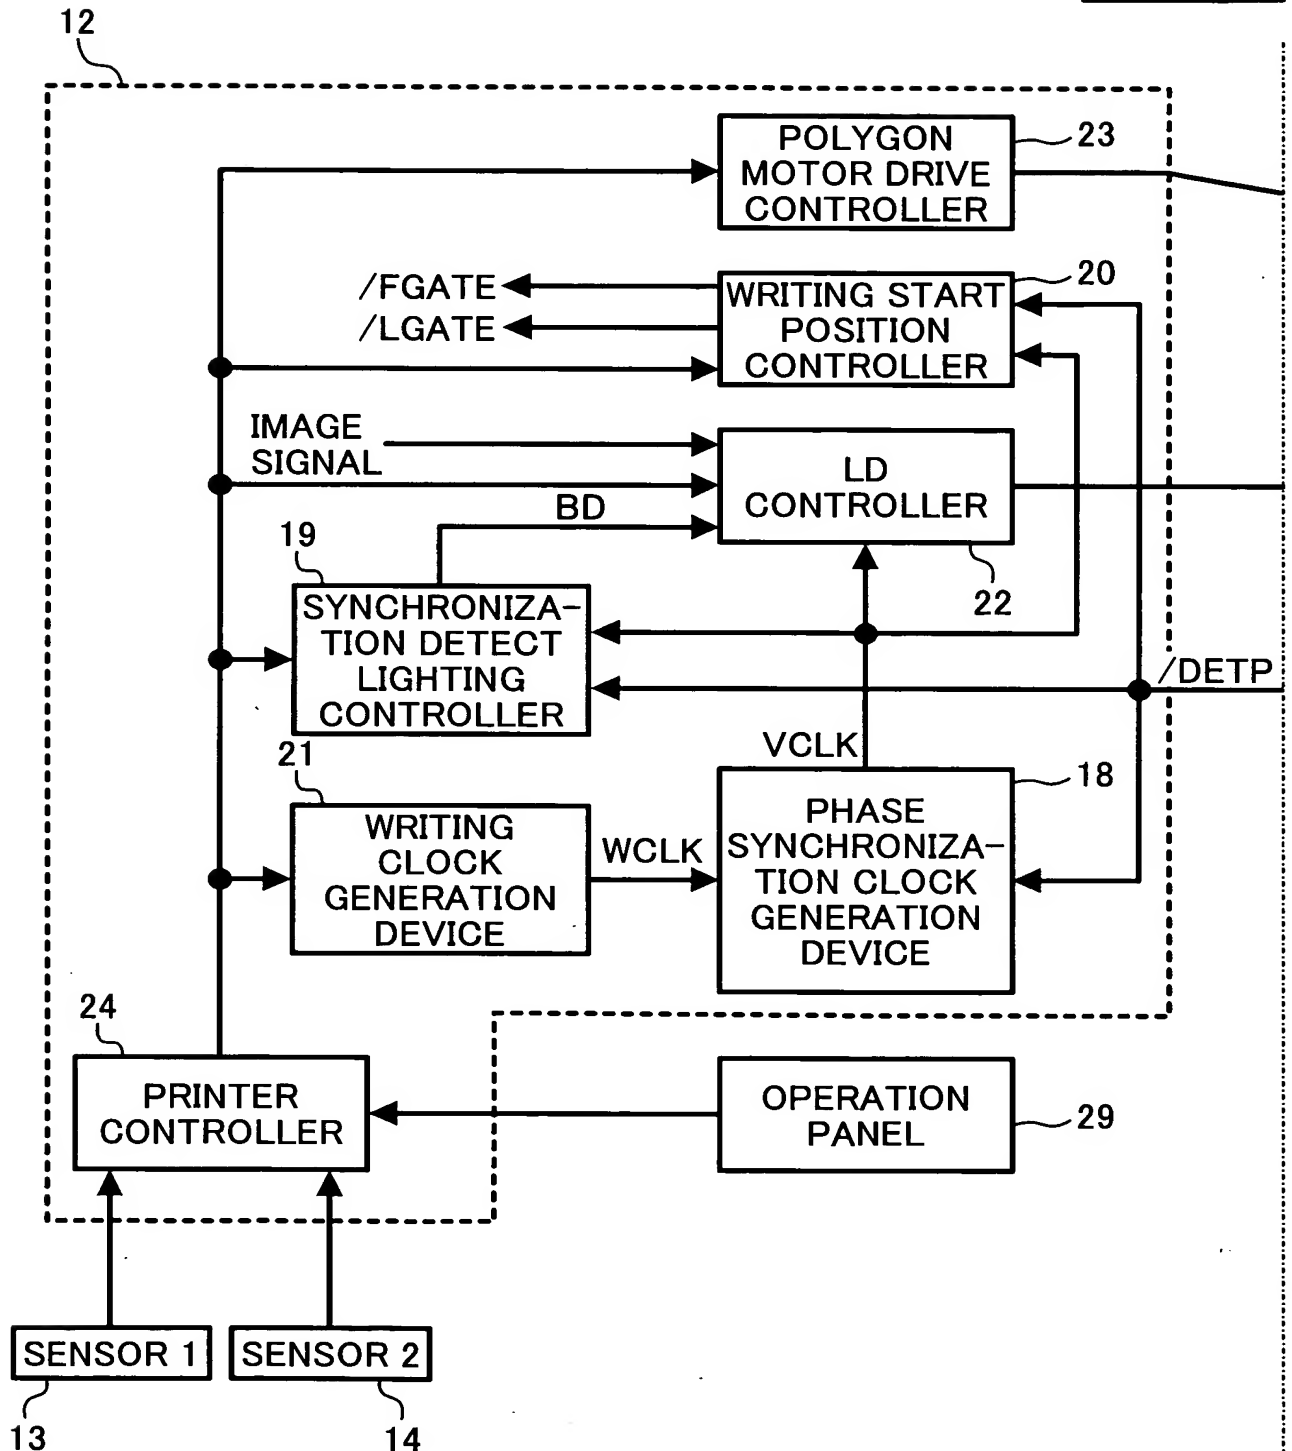 12
POLYGON
MOTOR DRIVE
CONTROLLER
23
/FGATE
/LGATE
WRITING START
POSITION
CONTROLLER
20
IMAGE
SIGNAL
BD
LD
CONTROLLER
22
19
SYNCHRONIZA-
TION DETECT
LIGHTING
CONTROLLER
/DETP
VCLK
21
WRITING
CLOCK
GENERATION
DEVICE
WCLK
PHASE
SYNCHRONIZA-
TION CLOCK
GENERATION
DEVICE
18
24
PRINTER
CONTROLLER
OPERATION
PANEL
29
SENSOR 1
SENSOR 2
13
14